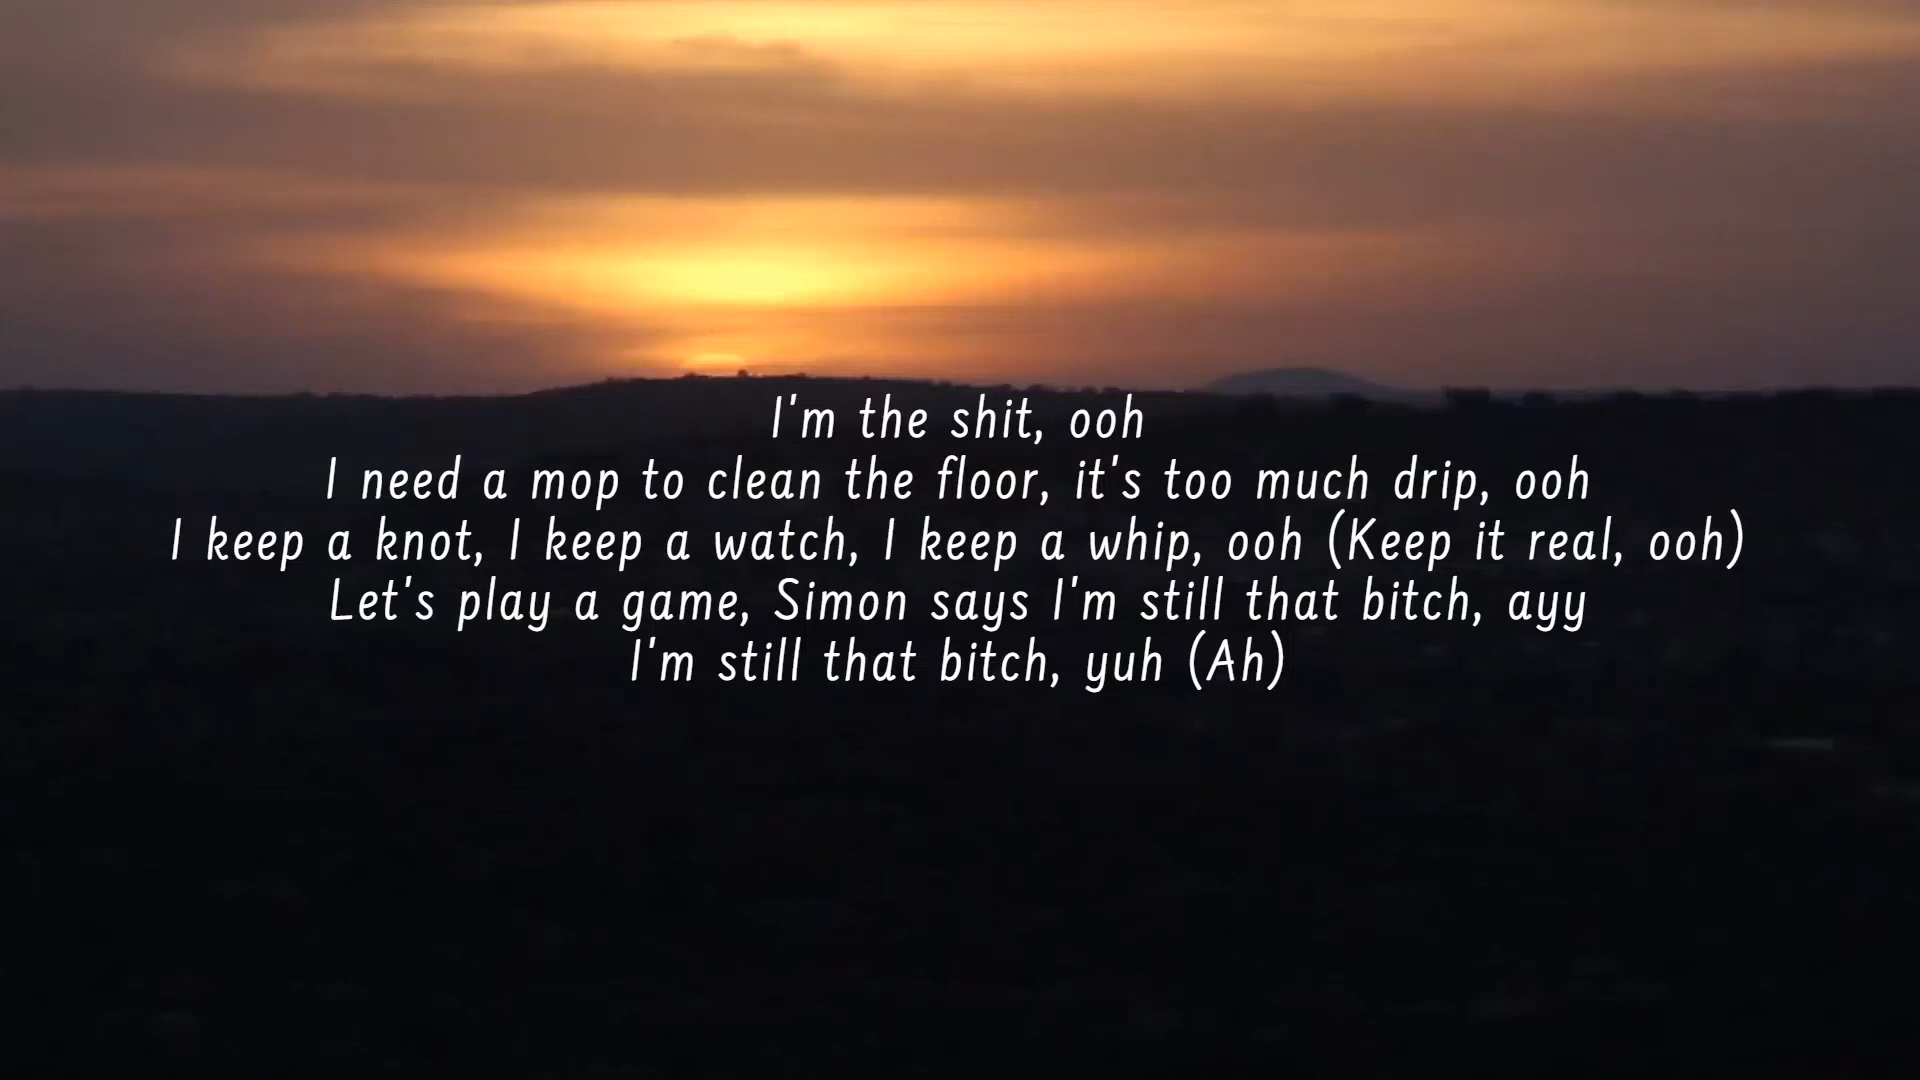 I'm the shit, ooh
I need a mop to clean the floor, it's too much drip, ooh
I keep a knot, I keep a watch, I keep a whip, ooh (Keep it real, ooh)
Let's play a game, Simon says I'm still that bitch, ayy
I'm still that bitch, yuh (Ah)